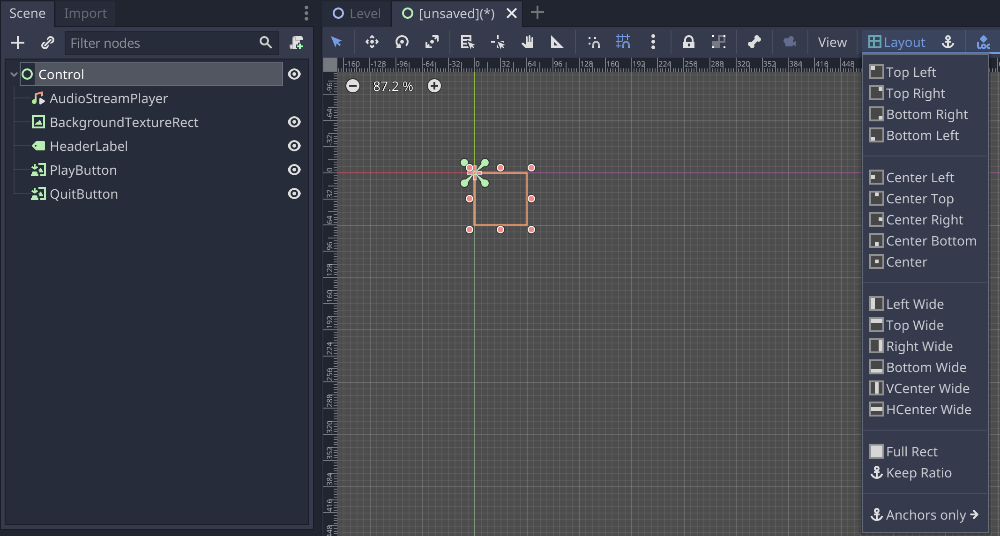 Scene Import
Level [unsaved](*)
Filter nodes
View Layout Loc
-160 -128 -96 -64 -32 0 32 64 96 128 160 192 224 256 288 320 352 384 416 448
Control
AudioStreamPlayer
BackgroundTextureRect
HeaderLabel
PlayButton
QuitButton
87.2 %
-96
-64
-32
0
32
64
96
128
160
192
224
256
288
320
352
384
416
448
Top Left
Top Right
Bottom Right
Bottom Left
Center Left
Center Top
Center Right
Center Bottom
Center
Left Wide
Top Wide
Right Wide
Bottom Wide
VCenter Wide
HCenter Wide
Full Rect
Keep Ratio
Anchors only